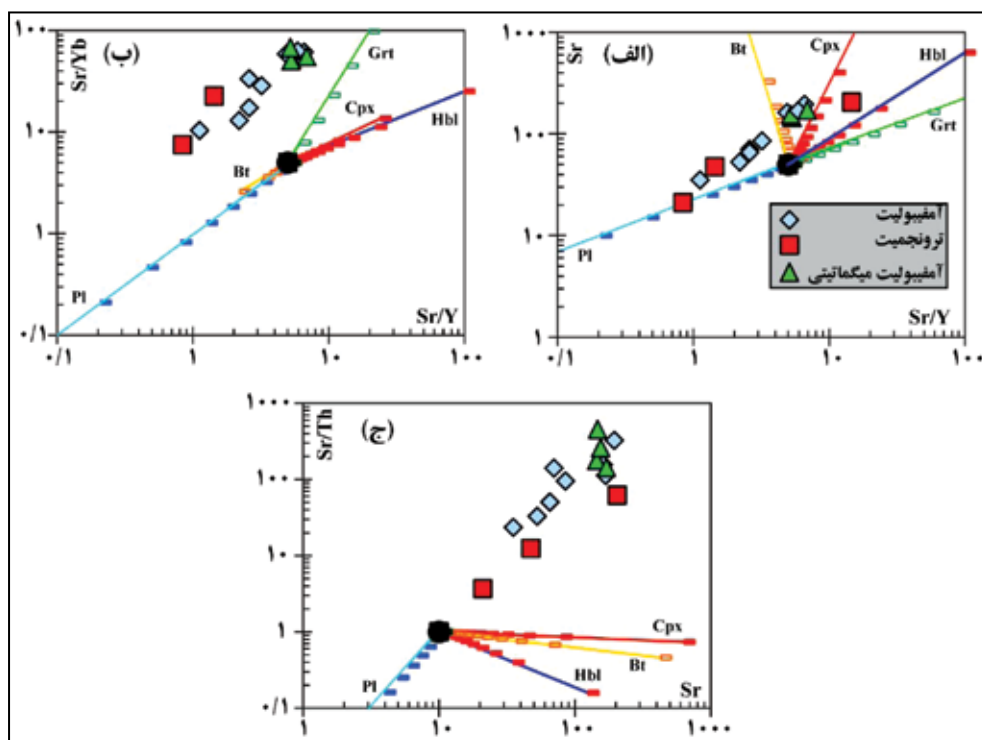 (ب)
Sr/Yb
۱۰۰
۱۰
۱
۰/۱
Grt
Cpx
Hbl
Bt
Pl
Sr/Y
۰/۱ ۱ ۱۰ ۱۰۰
(الف)
Sr
۱۰۰۰
۱۰۰
۱۰
۱
Bt
Cpx
Hbl
Grt
آمفیبولیت
ترونجمیت
آمفیبولیت میگماتیتی
Pl
Sr/Y
۰/۱ ۱ ۱۰ ۱۰۰
(ج)
Sr/Th
۱۰۰۰
۱۰۰
۱۰
۱
۰/۱
Cpx
Bt
Hbl
Pl
Sr
۱ ۱۰ ۱۰۰ ۱۰۰۰